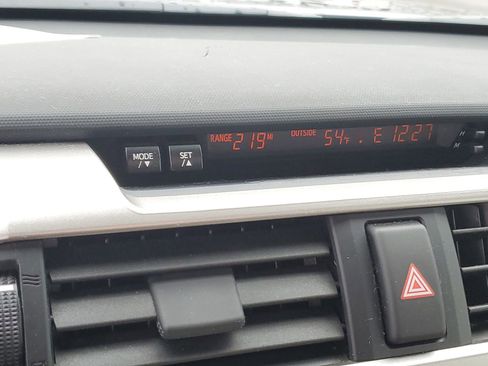 RANGE 219 MI OUTSIDE 54°F . E 12:27 H
MODE SET M
/▼ /▲